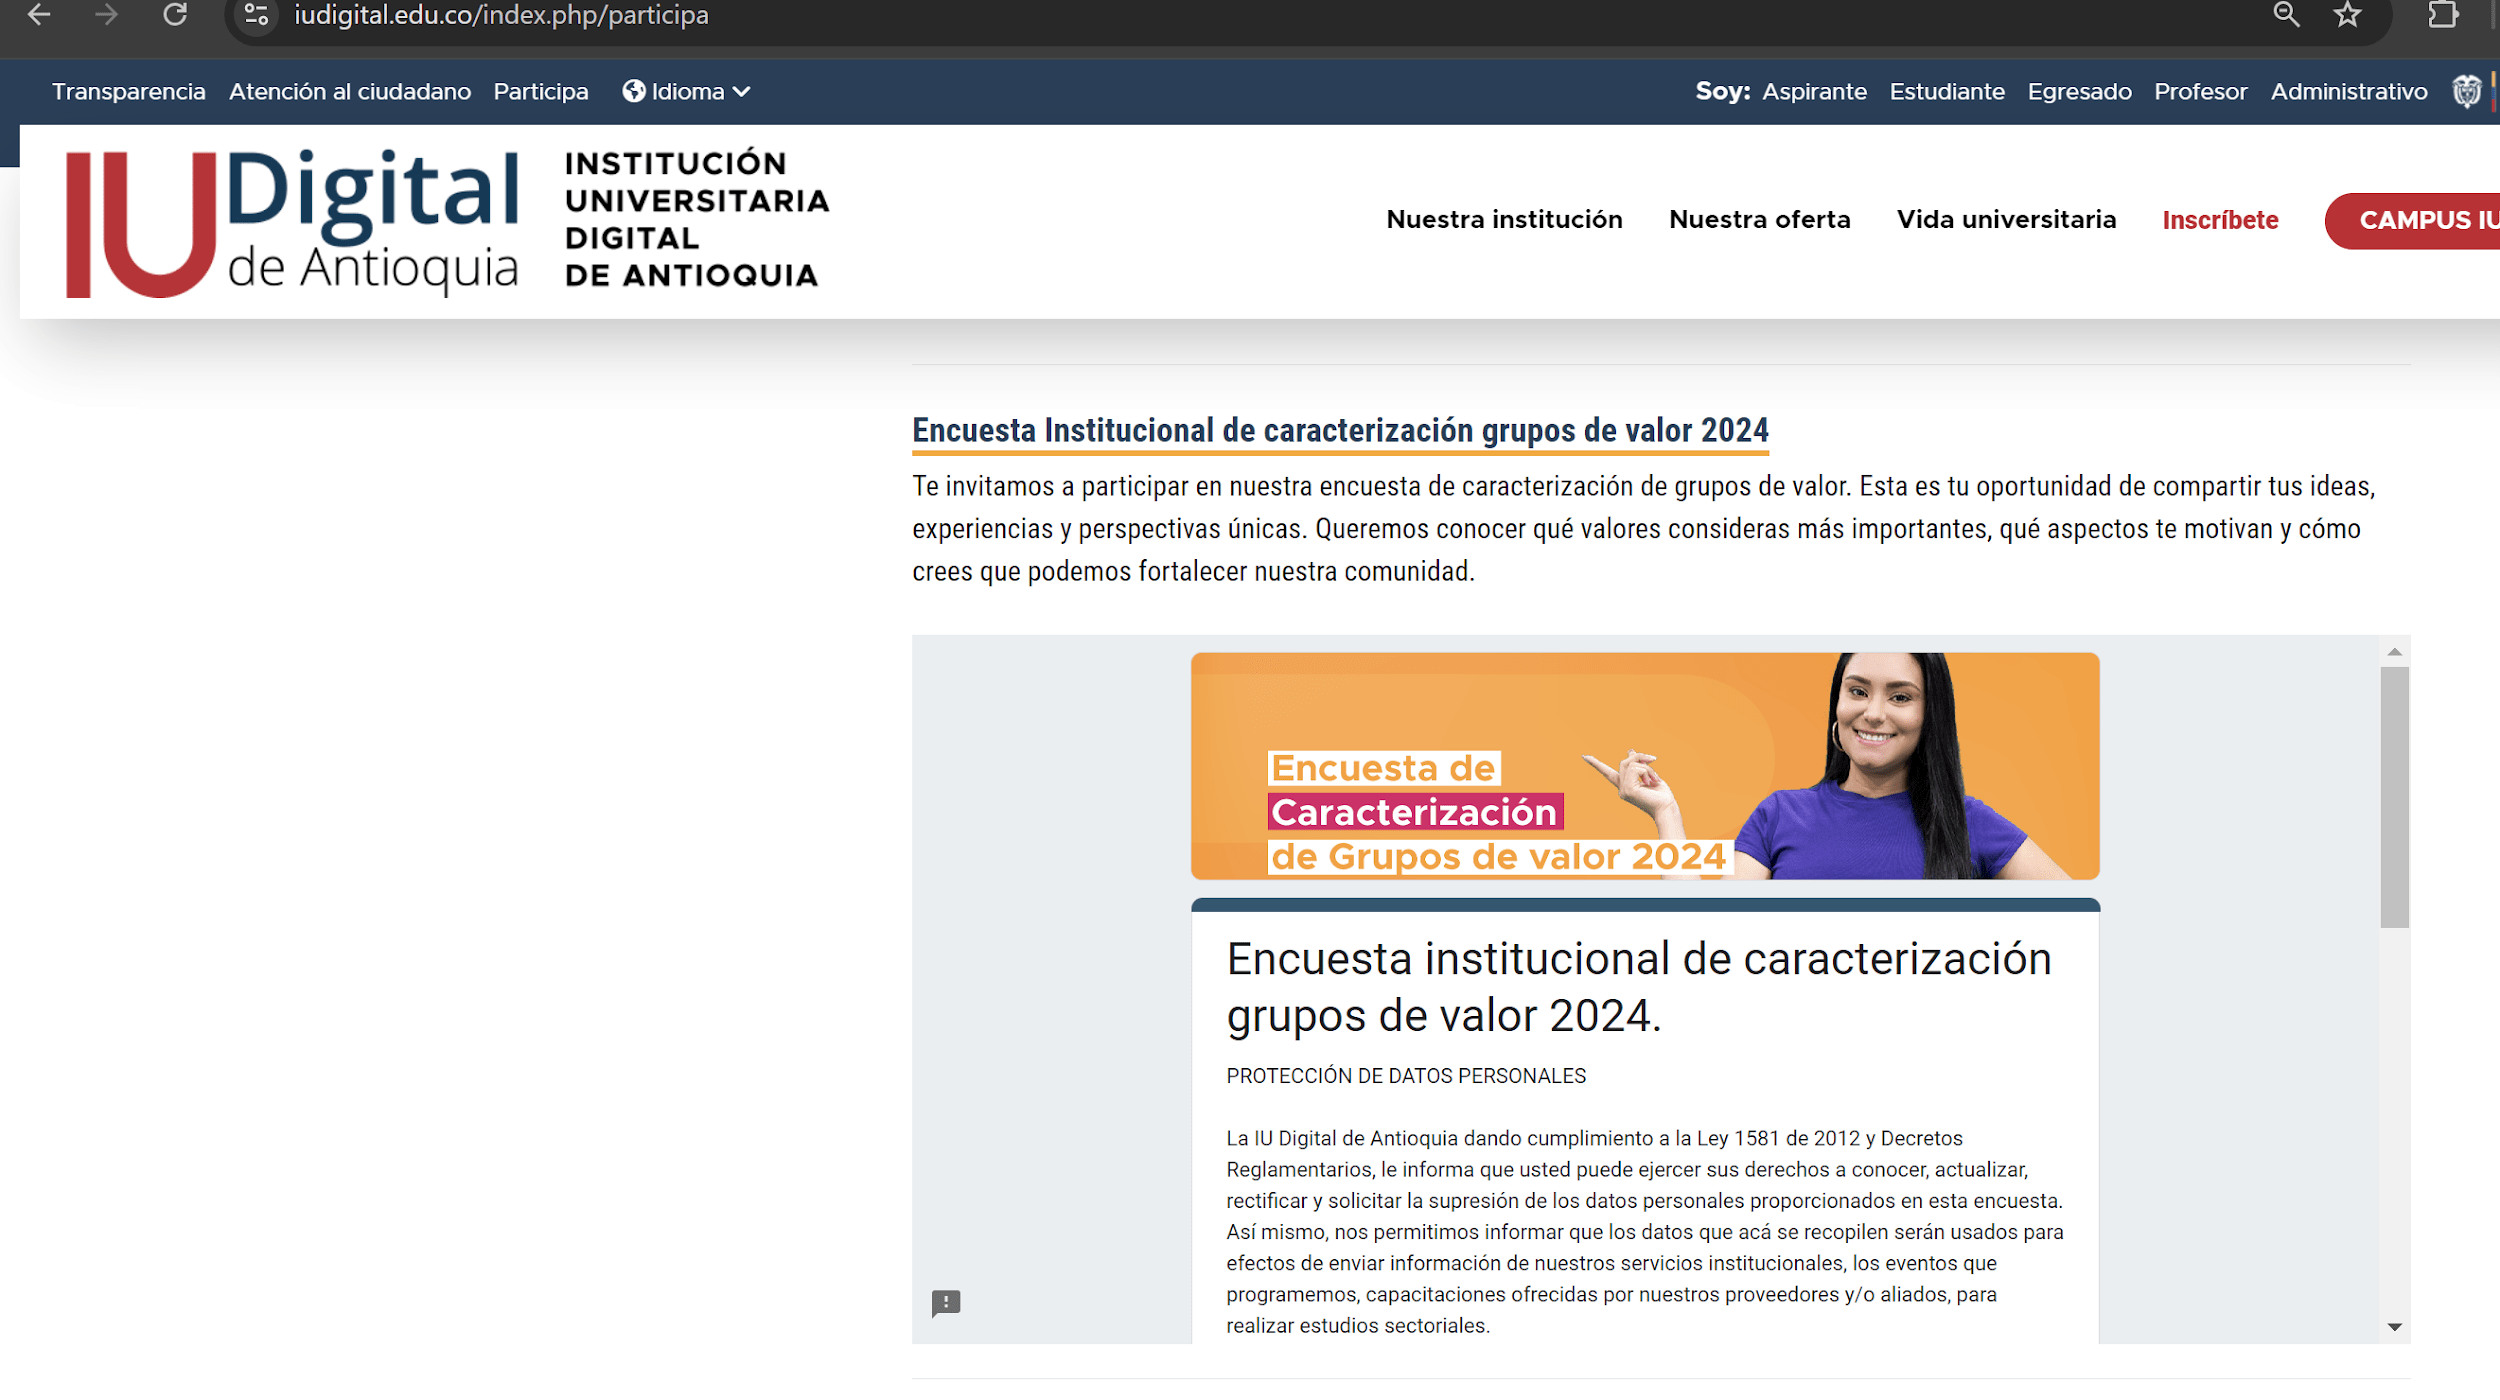 iudigital.edu.co/index.php/participa
Transparencia Atención al ciudadano Participa Idioma
Soy: Aspirante Estudiante Egresado Profesor Administrativo
IU Digital
de Antioquia
INSTITUCIÓN
UNIVERSITARIA
DIGITAL
DE ANTIOQUIA
Nuestra institución Nuestra oferta Vida universitaria Inscríbete CAMPUS IU
Encuesta Institucional de caracterización grupos de valor 2024
Te invitamos a participar en nuestra encuesta de caracterización de grupos de valor. Esta es tu oportunidad de compartir tus ideas,
experiencias y perspectivas únicas. Queremos conocer qué valores consideras más importantes, qué aspectos te motivan y cómo
crees que podemos fortalecer nuestra comunidad.
Encuesta de
Caracterización
de Grupos de valor 2024
Encuesta institucional de caracterización
grupos de valor 2024.
PROTECCIÓN DE DATOS PERSONALES
La IU Digital de Antioquia dando cumplimiento a la Ley 1581 de 2012 y Decretos
Reglamentarios, le informa que usted puede ejercer sus derechos a conocer, actualizar,
rectificar y solicitar la supresión de los datos personales proporcionados en esta encuesta.
Así mismo, nos permitimos informar que los datos que acá se recopilen serán usados para
efectos de enviar información de nuestros servicios institucionales, los eventos que
programemos, capacitaciones ofrecidas por nuestros proveedores y/o aliados, para
realizar estudios sectoriales.